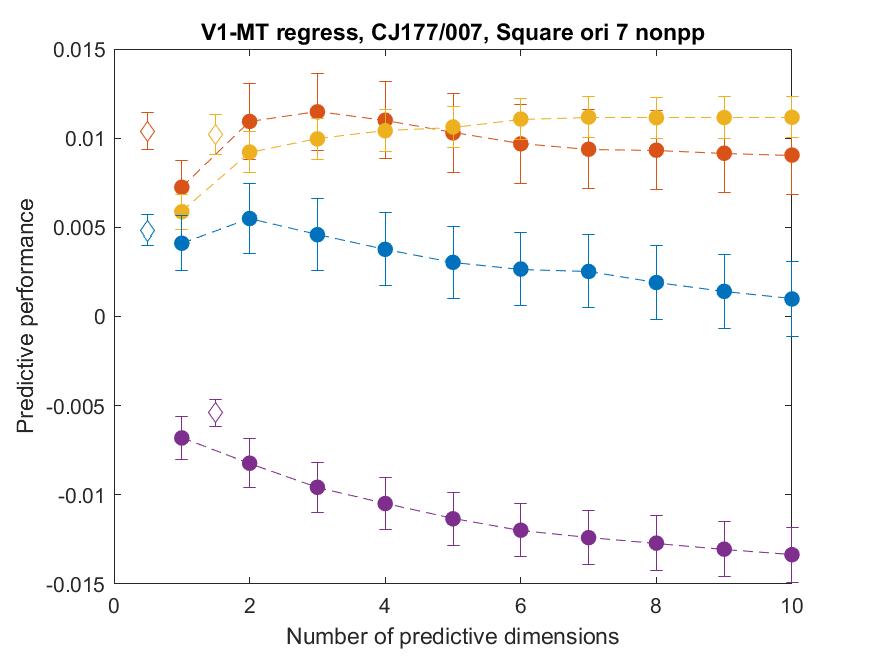 V1-MT regress, CJ177/007, Square ori 7 nonpp
0.015
0.01
0.005
0
-0.005
-0.01
-0.015
Predictive performance
0 2 4 6 8 10
Number of predictive dimensions